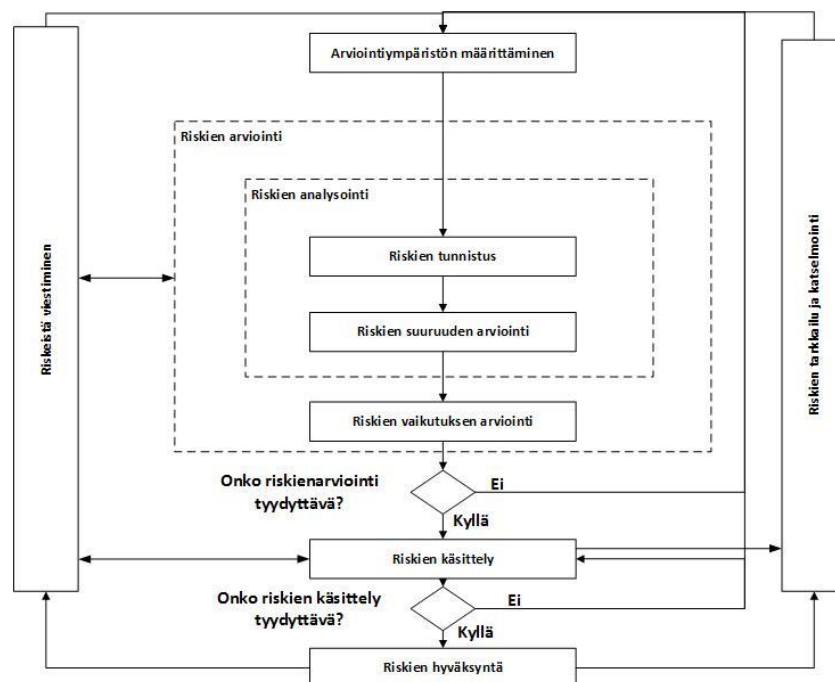 Arviointiympäristön määrittäminen
Riskien arviointi
Riskien analysointi
Riskien tunnistus
Riskeistä viestiminen
Riskien tarkkailu ja katselmointi
Riskien suuruuden arviointi
Riskien vaikutuksen arviointi
Onko riskienarviointi
tyydyttävä?
Ei
Kyllä
Riskien käsittely
Onko riskien käsittely
tyydyttävä?
Ei
Kyllä
Riskien hyväksyntä